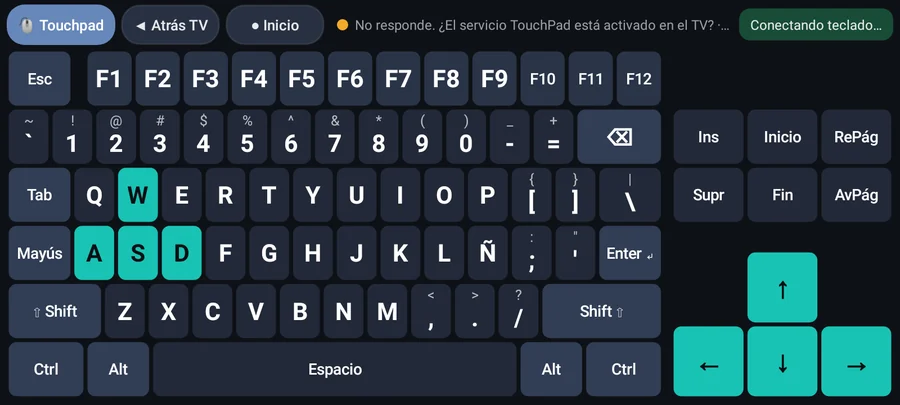 Touchpad ◄ Atrás TV ● Inicio No responde. ¿El servicio TouchPad está activado en el TV? ·... Conectando teclado...
Esc F1 F2 F3 F4 F5 F6 F7 F8 F9 F10 F11 F12
~ ! @ # $ % ^ & * ( ) _ +
` 1 2 3 4 5 6 7 8 9 0 - = ⌫ Ins Inicio RePág
{ } |
Tab Q W E R T Y U I O P [ ] \ Supr Fin AvPág
: "
Mayús A S D F G H J K L Ñ ; ' Enter ↲
< > ?
⇧ Shift Z X C V B N M , . / Shift ⇧ ↑
Ctrl Alt Espacio Alt Ctrl ← ↓ →